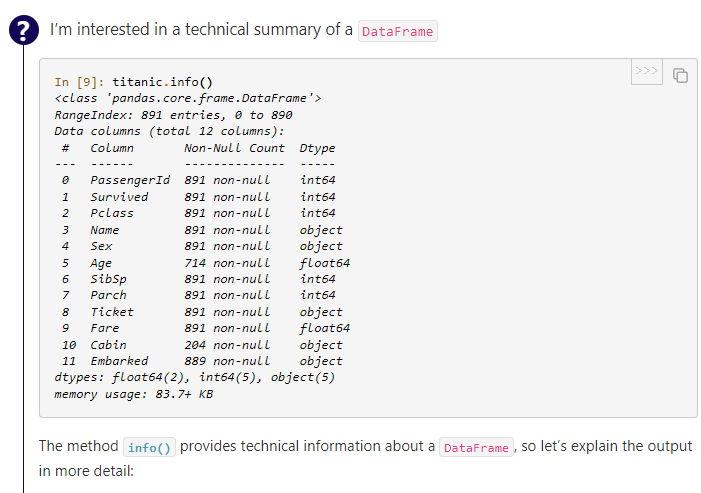 ?
I'm interested in a technical summary of a DataFrame
>>>
In [9]: titanic.info()
<class 'pandas.core.frame.DataFrame'>
RangeIndex: 891 entries, 0 to 890
Data columns (total 12 columns):
 #   Column       Non-Null Count  Dtype
---  ------       --------------  -----
 0   PassengerId  891 non-null    int64
 1   Survived     891 non-null    int64
 2   Pclass       891 non-null    int64
 3   Name         891 non-null    object
 4   Sex          891 non-null    object
 5   Age          714 non-null    float64
 6   SibSp        891 non-null    int64
 7   Parch        891 non-null    int64
 8   Ticket       891 non-null    object
 9   Fare         891 non-null    float64
 10  Cabin        204 non-null    object
 11  Embarked     889 non-null    object
dtypes: float64(2), int64(5), object(5)
memory usage: 83.7+ KB
The method info() provides technical information about a DataFrame, so let's explain the output
in more detail: